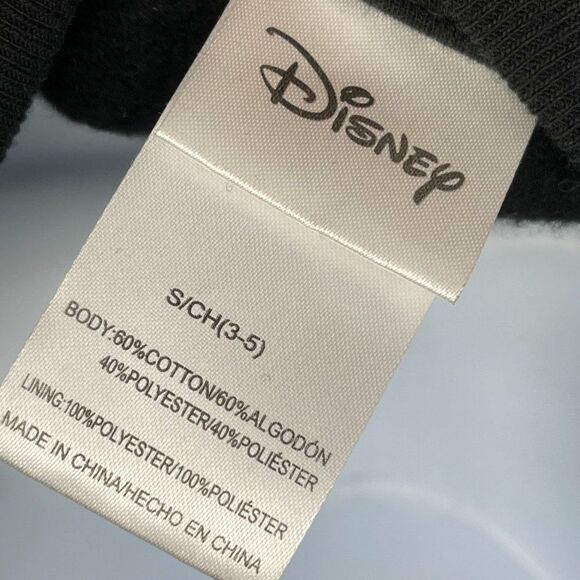 Disney
S/CH(3-5)
BODY:60%COTTON/60%ALGODÓN
40%POLYESTER/40%POLIÉSTER
LINING:100%POLYESTER/100%POLIÉSTER
MADE IN CHINA/HECHO EN CHINA